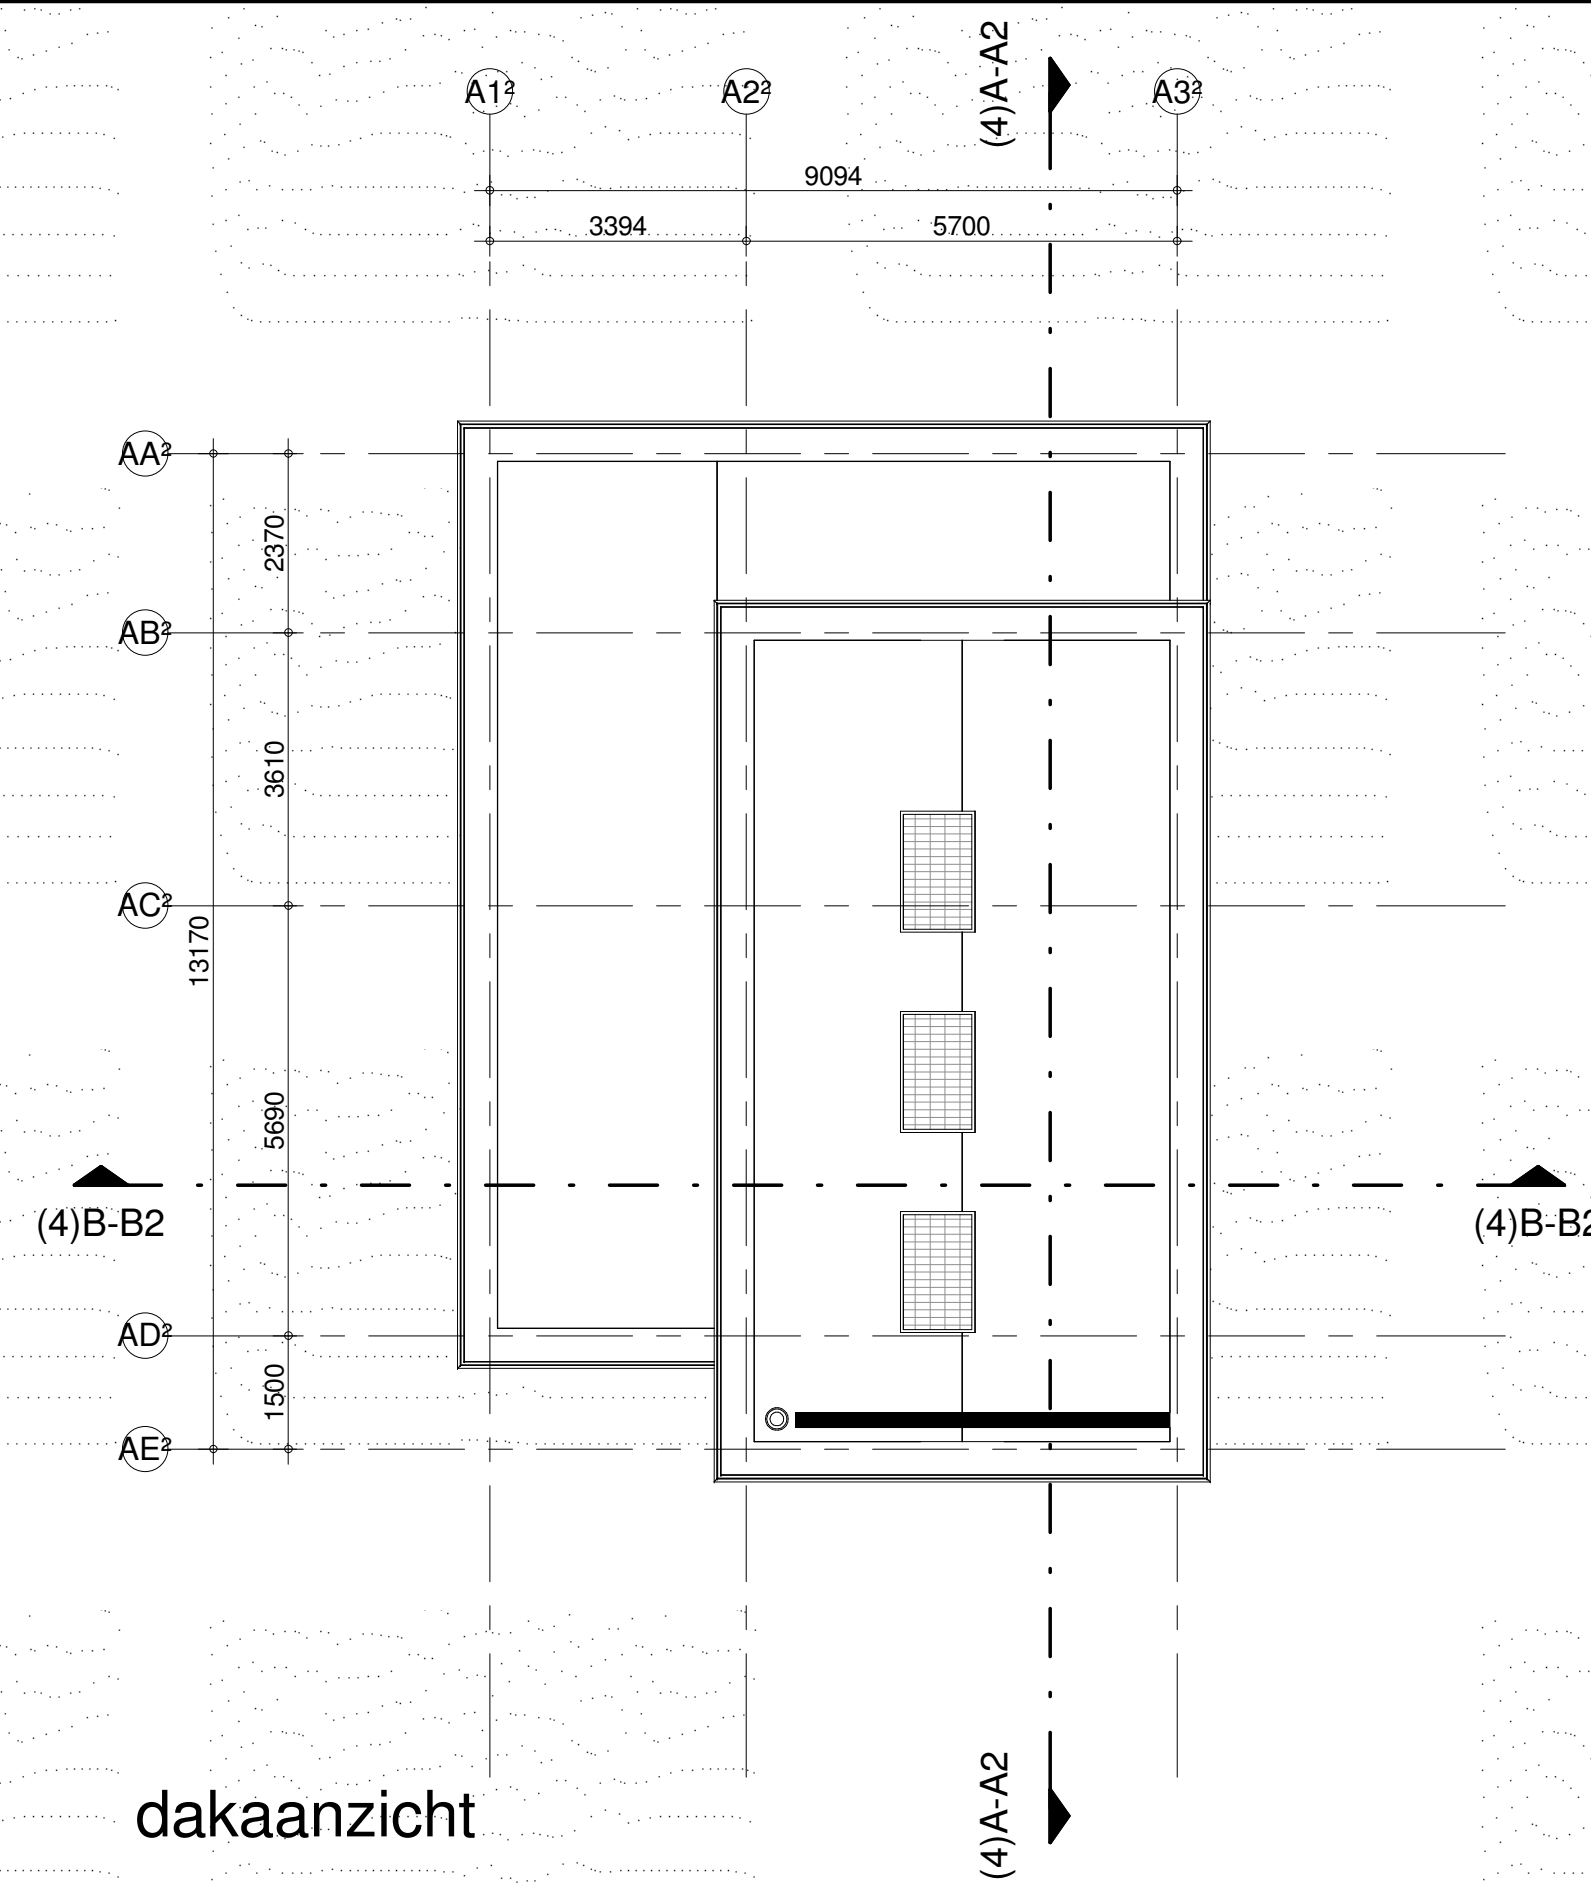 A1² A2² (4)A-A2 A3²
9094
3394 5700
AA²
2370
AB²
3610
AC²
13170
5690
(4)B-B2 (4)B-B2
AD²
1500
AE²
(4)A-A2
dakaanzicht